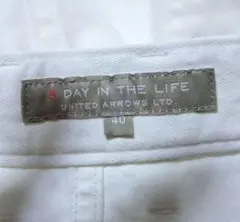 A DAY IN THE LIFE
UNITED ARROWS LTD.
40